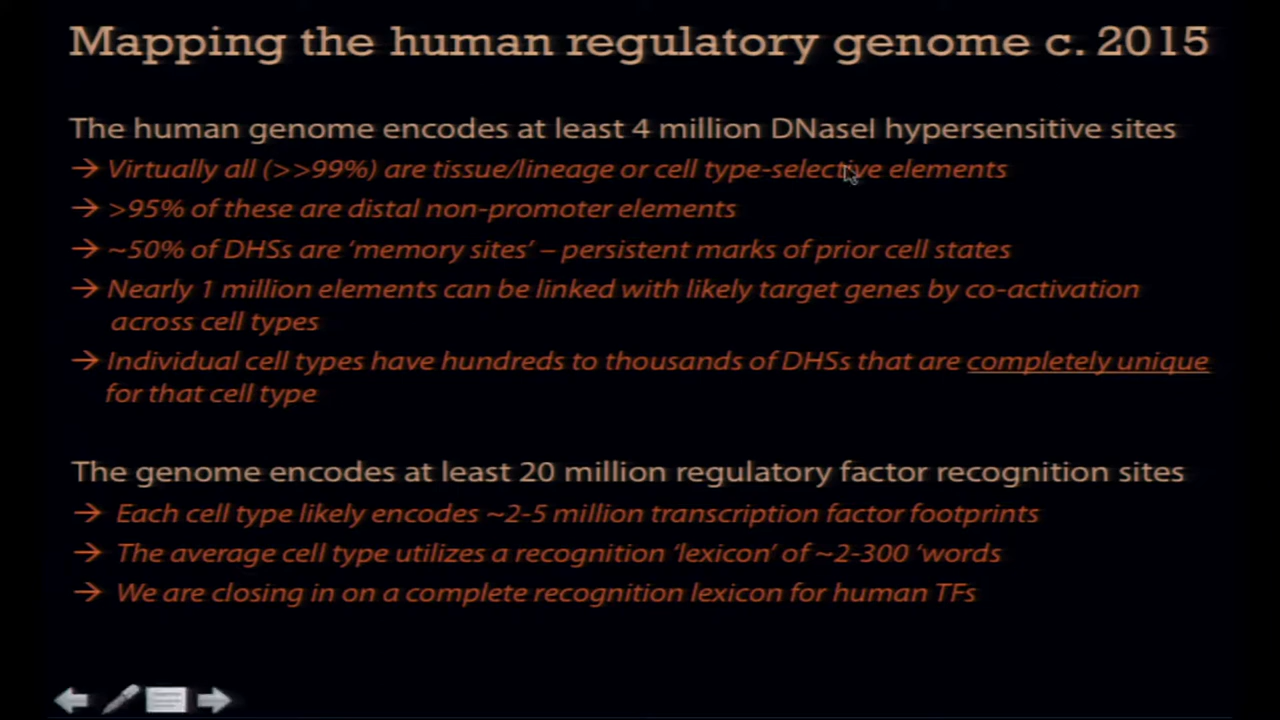 Mapping the human regulatory genome c. 2015
The human genome encodes at least 4 million DNaseI hypersensitive sites
→ Virtually all (>>99%) are tissue/lineage or cell type-selective elements
→ >95% of these are distal non-promoter elements
→ ~50% of DHSs are ‘memory sites’ – persistent marks of prior cell states
→ Nearly 1 million elements can be linked with likely target genes by co-activation
across cell types
→ Individual cell types have hundreds to thousands of DHSs that are completely unique
for that cell type
The genome encodes at least 20 million regulatory factor recognition sites
→ Each cell type likely encodes ~2-5 million transcription factor footprints
→ The average cell type utilizes a recognition ‘lexicon’ of ~2-300 ‘words
→ We are closing in on a complete recognition lexicon for human TFs